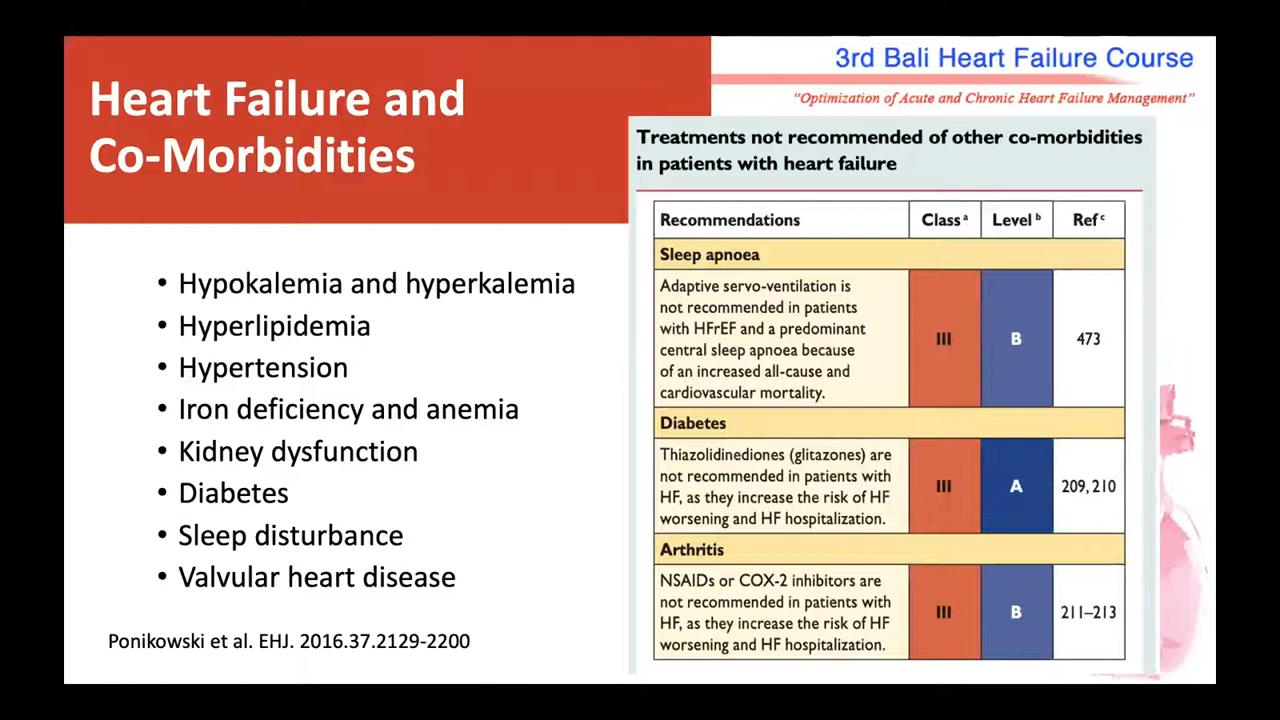 Heart Failure and
Co-Morbidities
3rd Bali Heart Failure Course
“Optimization of Acute and Chronic Heart Failure Management”
• Hypokalemia and hyperkalemia
• Hyperlipidemia
• Hypertension
• Iron deficiency and anemia
• Kidney dysfunction
• Diabetes
• Sleep disturbance
• Valvular heart disease
Ponikowski et al. EHJ. 2016.37.2129-2200
Treatments not recommended of other co-morbidities
in patients with heart failure
Recommendations Class a Level b Ref c
Sleep apnoea
Adaptive servo-ventilation is
not recommended in patients
with HFrEF and a predominant
central sleep apnoea because
of an increased all-cause and
cardiovascular mortality.
III B 473
Diabetes
Thiazolidinediones (glitazones) are
not recommended in patients with
HF, as they increase the risk of HF
worsening and HF hospitalization.
III A 209, 210
Arthritis
NSAIDs or COX-2 inhibitors are
not recommended in patients with
HF, as they increase the risk of HF
worsening and HF hospitalization.
III B 211–213